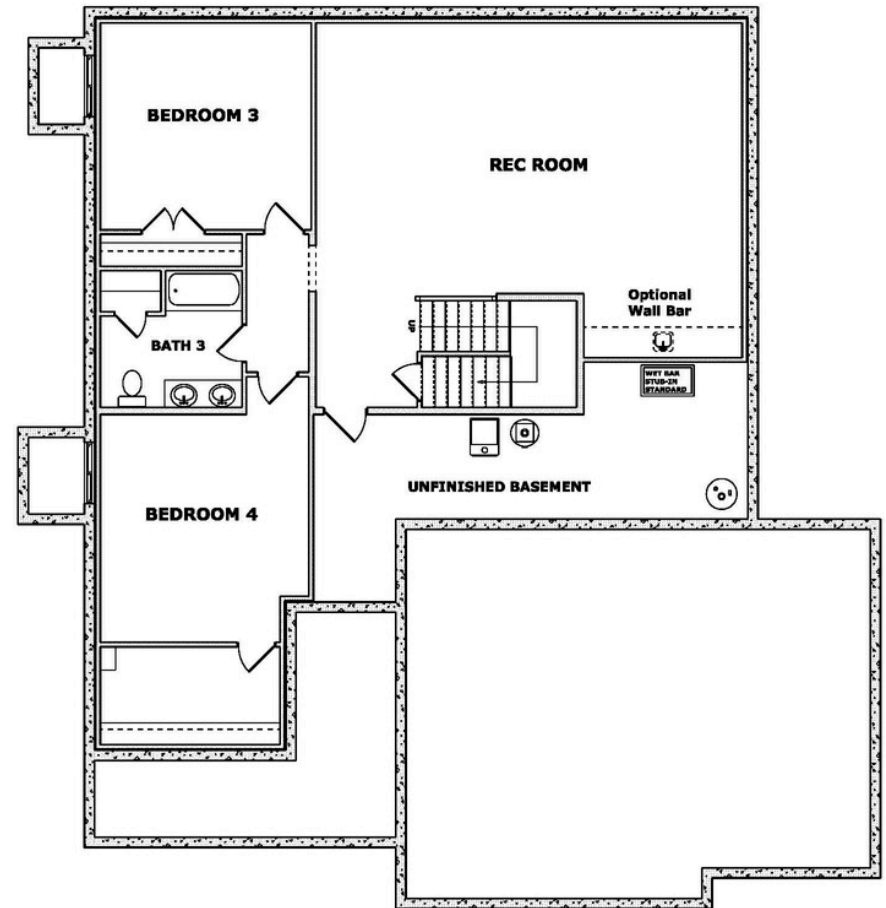 BEDROOM 3
REC ROOM
Optional
Wall Bar
UP
BATH 3
WET BAR
STUB-IN
STANDARD
UNFINISHED BASEMENT
BEDROOM 4